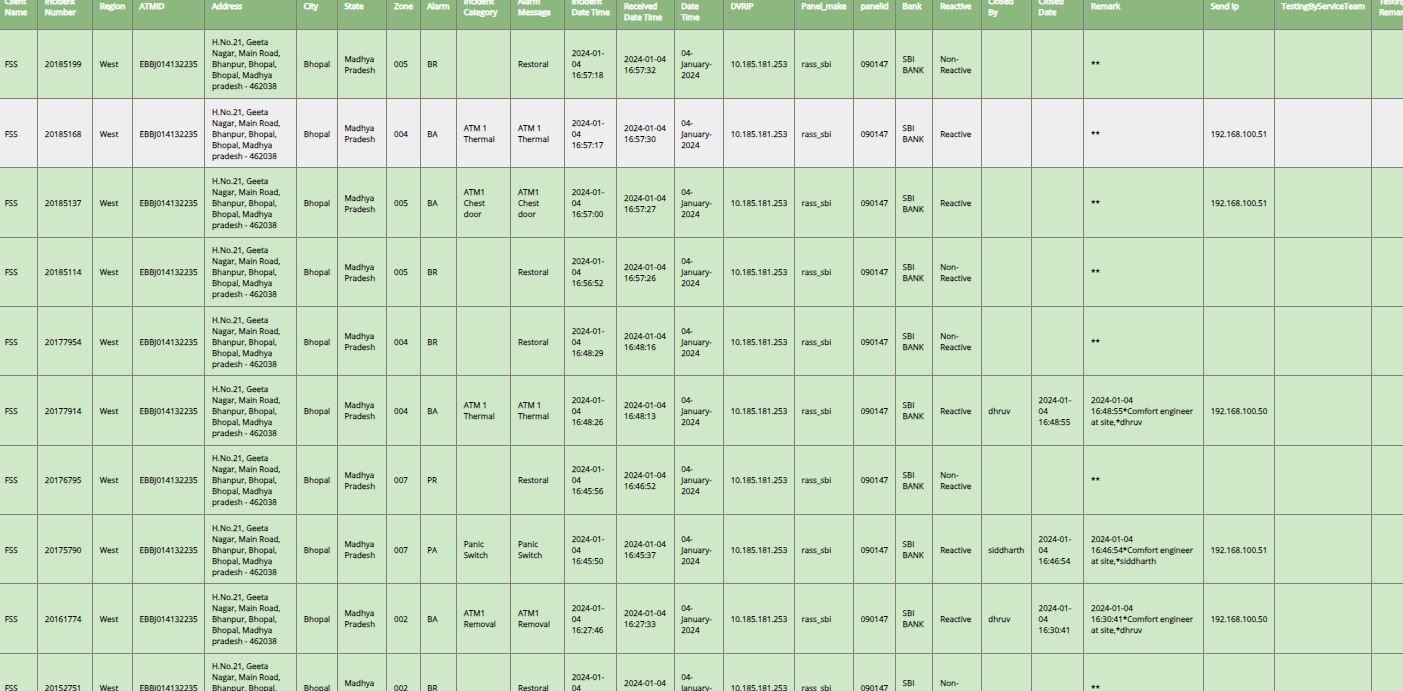 Client Name Incident Number Region ATMID Address City State Zone Alarm Incident Category Alarm Message Incident Date Time Received Date Time Date Time DVRIP Panel_make panelid Bank Reactive Closed By Closed Date Remark Send Ip TestingByServiceTeam
FSS 20185199 West EBBJ014132235 H.No.21, Geeta Nagar, Main Road, Bhanpur, Bhopal, Bhopal, Madhya pradesh - 462038 Bhopal Madhya Pradesh 005 BR Restoral 2024-01-04 16:57:18 2024-01-04 16:57:32 04-January-2024 10.185.181.253 rass_sbi 090147 SBI BANK Non-Reactive **
FSS 20185168 West EBBJ014132235 H.No.21, Geeta Nagar, Main Road, Bhanpur, Bhopal, Bhopal, Madhya pradesh - 462038 Bhopal Madhya Pradesh 004 BA ATM 1 Thermal ATM 1 Thermal 2024-01-04 16:57:17 2024-01-04 16:57:30 04-January-2024 10.185.181.253 rass_sbi 090147 SBI BANK Reactive ** 192.168.100.51
FSS 20185137 West EBBJ014132235 H.No.21, Geeta Nagar, Main Road, Bhanpur, Bhopal, Bhopal, Madhya pradesh - 462038 Bhopal Madhya Pradesh 005 BA ATM1 Chest door ATM1 Chest door 2024-01-04 16:57:00 2024-01-04 16:57:27 04-January-2024 10.185.181.253 rass_sbi 090147 SBI BANK Reactive ** 192.168.100.51
FSS 20185114 West EBBJ014132235 H.No.21, Geeta Nagar, Main Road, Bhanpur, Bhopal, Bhopal, Madhya pradesh - 462038 Bhopal Madhya Pradesh 005 BR Restoral 2024-01-04 16:56:52 2024-01-04 16:57:26 04-January-2024 10.185.181.253 rass_sbi 090147 SBI BANK Non-Reactive **
FSS 20177954 West EBBJ014132235 H.No.21, Geeta Nagar, Main Road, Bhanpur, Bhopal, Bhopal, Madhya pradesh - 462038 Bhopal Madhya Pradesh 004 BR Restoral 2024-01-04 16:48:29 2024-01-04 16:48:16 04-January-2024 10.185.181.253 rass_sbi 090147 SBI BANK Non-Reactive **
FSS 20177914 West EBBJ014132235 H.No.21, Geeta Nagar, Main Road, Bhanpur, Bhopal, Bhopal, Madhya pradesh - 462038 Bhopal Madhya Pradesh 004 BA ATM 1 Thermal ATM 1 Thermal 2024-01-04 16:48:26 2024-01-04 16:48:13 04-January-2024 10.185.181.253 rass_sbi 090147 SBI BANK Reactive dhruv 2024-01-04 16:48:55 2024-01-04 16:48:55*Comfort engineer at site,*dhruv 192.168.100.50
FSS 20176795 West EBBJ014132235 H.No.21, Geeta Nagar, Main Road, Bhanpur, Bhopal, Bhopal, Madhya pradesh - 462038 Bhopal Madhya Pradesh 007 PR Restoral 2024-01-04 16:45:56 2024-01-04 16:46:52 04-January-2024 10.185.181.253 rass_sbi 090147 SBI BANK Non-Reactive **
FSS 20175790 West EBBJ014132235 H.No.21, Geeta Nagar, Main Road, Bhanpur, Bhopal, Bhopal, Madhya pradesh - 462038 Bhopal Madhya Pradesh 007 PA Panic Switch Panic Switch 2024-01-04 16:45:50 2024-01-04 16:45:37 04-January-2024 10.185.181.253 rass_sbi 090147 SBI BANK Reactive siddharth 2024-01-04 16:46:54 2024-01-04 16:46:54*Comfort engineer at site,*siddharth 192.168.100.51
FSS 20161774 West EBBJ014132235 H.No.21, Geeta Nagar, Main Road, Bhanpur, Bhopal, Bhopal, Madhya pradesh - 462038 Bhopal Madhya Pradesh 002 BA ATM1 Removal ATM1 Removal 2024-01-04 16:27:46 2024-01-04 16:27:33 04-January-2024 10.185.181.253 rass_sbi 090147 SBI BANK Reactive dhruv 2024-01-04 16:30:41 2024-01-04 16:30:41*Comfort engineer at site,*dhruv 192.168.100.50
FSS 20152751 West EBBJ014132235 H.No.21, Geeta Nagar, Main Road, Bhanpur, Bhopal, Bhopal Madhya 002 BR Restoral 2024-01-04 2024-01-04 04-January- 10.185.181.253 rass_sbi 090147 SBI Non- **